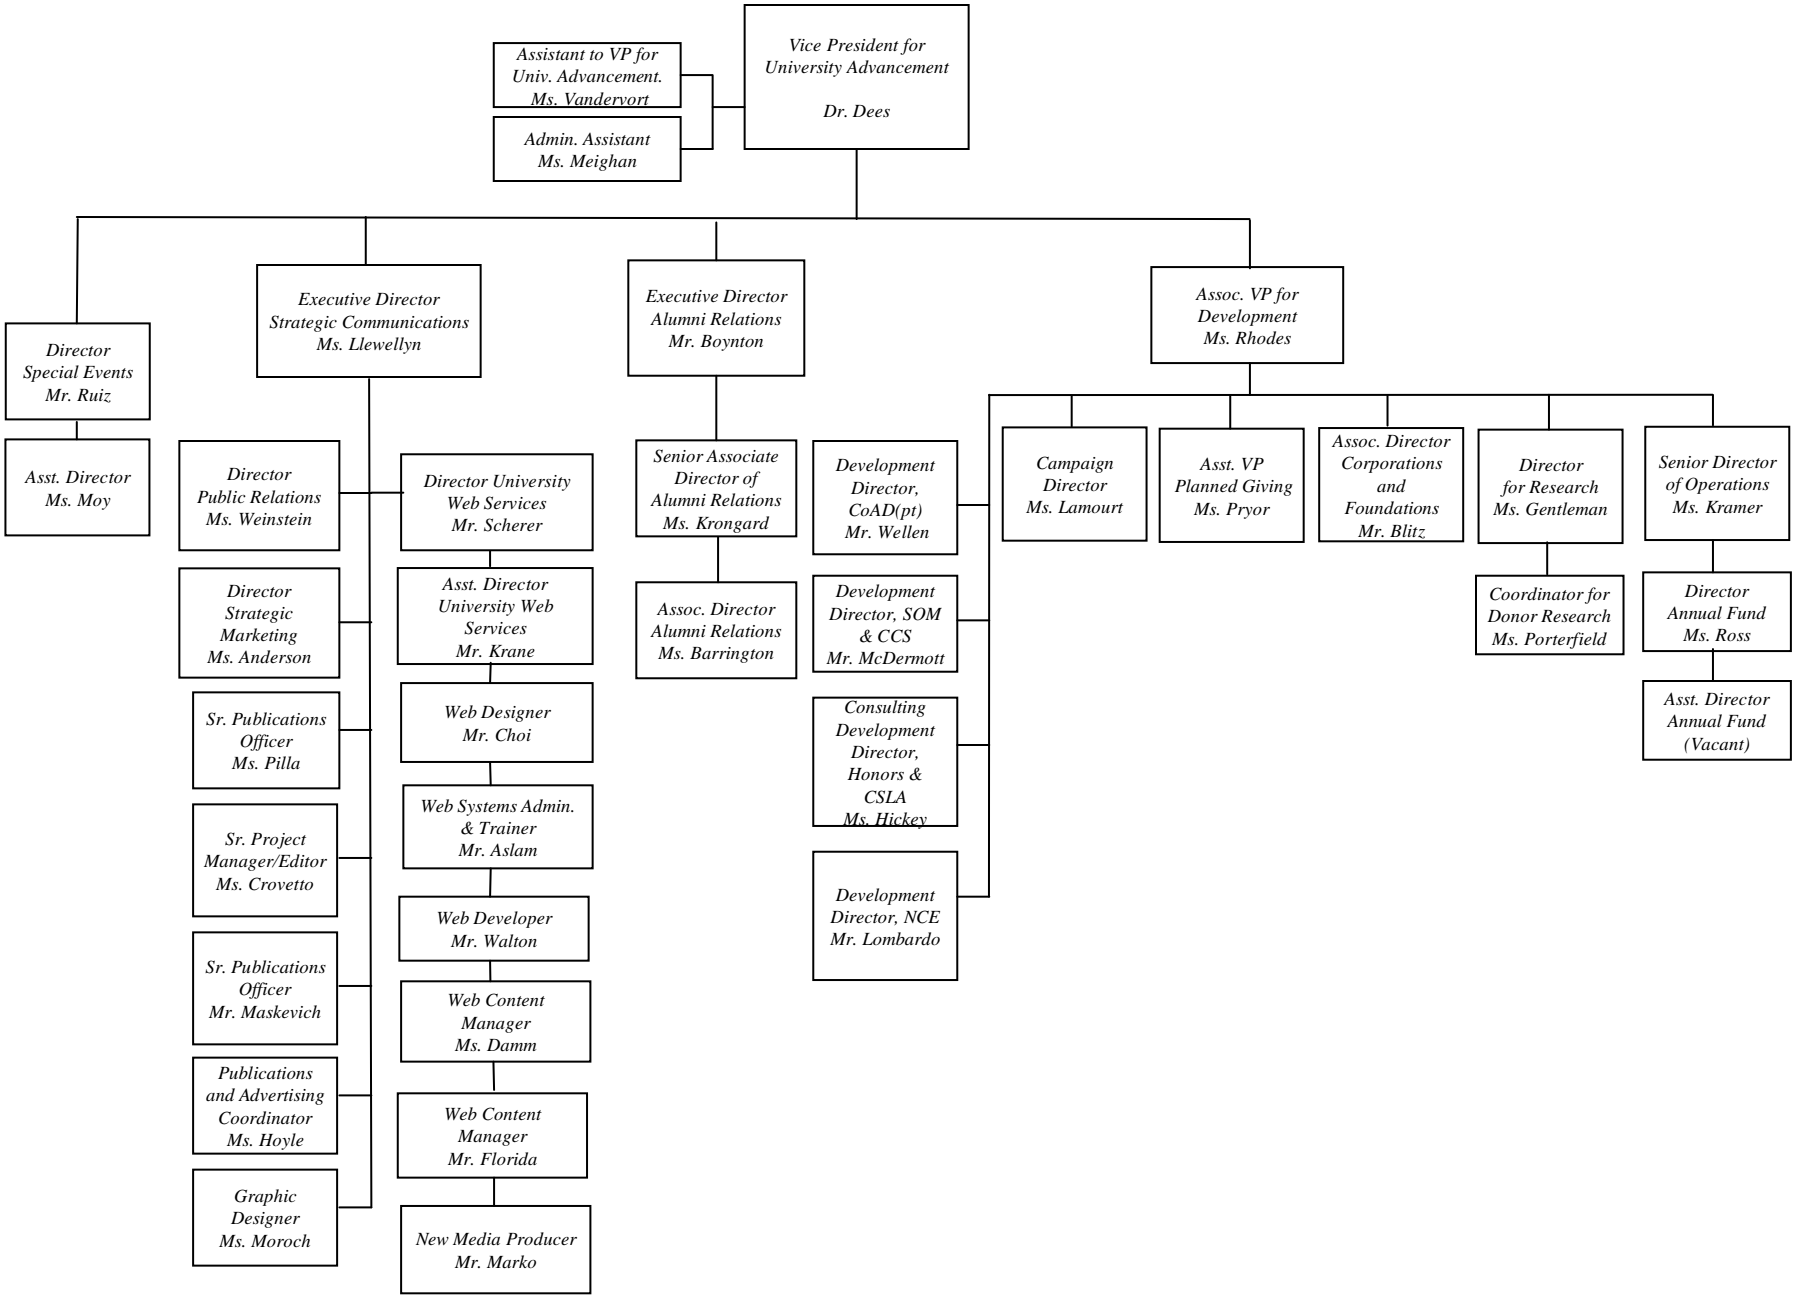 Vice President for
University Advancement
Dr. Dees
Assistant to VP for
Univ. Advancement.
Ms. Vandervort
Admin. Assistant
Ms. Meighan
Director
Special Events
Mr. Ruiz
Asst. Director
Ms. Moy
Executive Director
Strategic Communications
Ms. Llewellyn
Director
Public Relations
Ms. Weinstein
Director
Strategic
Marketing
Ms. Anderson
Sr. Publications
Officer
Ms. Pilla
Sr. Project
Manager/Editor
Ms. Crovetto
Sr. Publications
Officer
Mr. Maskevich
Publications
and Advertising
Coordinator
Ms. Hoyle
Graphic
Designer
Ms. Moroch
Director University
Web Services
Mr. Scherer
Asst. Director
University Web
Services
Mr. Krane
Web Designer
Mr. Choi
Web Systems Admin.
& Trainer
Mr. Aslam
Web Developer
Mr. Walton
Web Content
Manager
Ms. Damm
Web Content
Manager
Mr. Florida
New Media Producer
Mr. Marko
Executive Director
Alumni Relations
Mr. Boynton
Senior Associate
Director of
Alumni Relations
Ms. Krongard
Assoc. Director
Alumni Relations
Ms. Barrington
Assoc. VP for
Development
Ms. Rhodes
Development
Director,
CoAD(pt)
Mr. Wellen
Development
Director, SOM
& CCS
Mr. McDermott
Consulting
Development
Director,
Honors &
CSLA
Ms. Hickey
Development
Director, NCE
Mr. Lombardo
Campaign
Director
Ms. Lamourt
Asst. VP
Planned Giving
Ms. Pryor
Assoc. Director
Corporations
and
Foundations
Mr. Blitz
Director
for Research
Ms. Gentleman
Coordinator for
Donor Research
Ms. Porterfield
Senior Director
of Operations
Ms. Kramer
Director
Annual Fund
Ms. Ross
Asst. Director
Annual Fund
(Vacant)